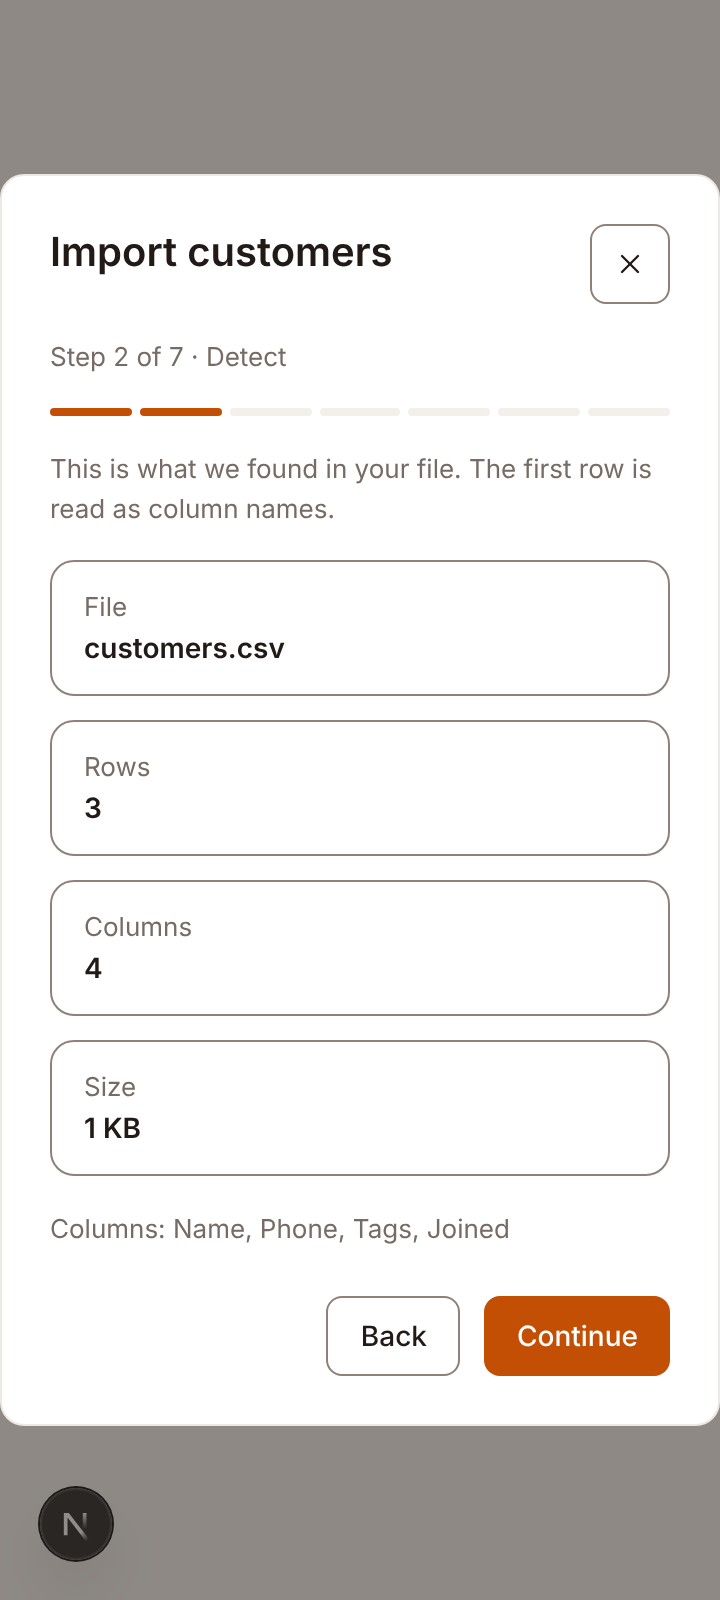 Import customers
Step 2 of 7 · Detect
This is what we found in your file. The first row is
read as column names.
File
customers.csv
Rows
3
Columns
4
Size
1 KB
Columns: Name, Phone, Tags, Joined
Back
Continue
N